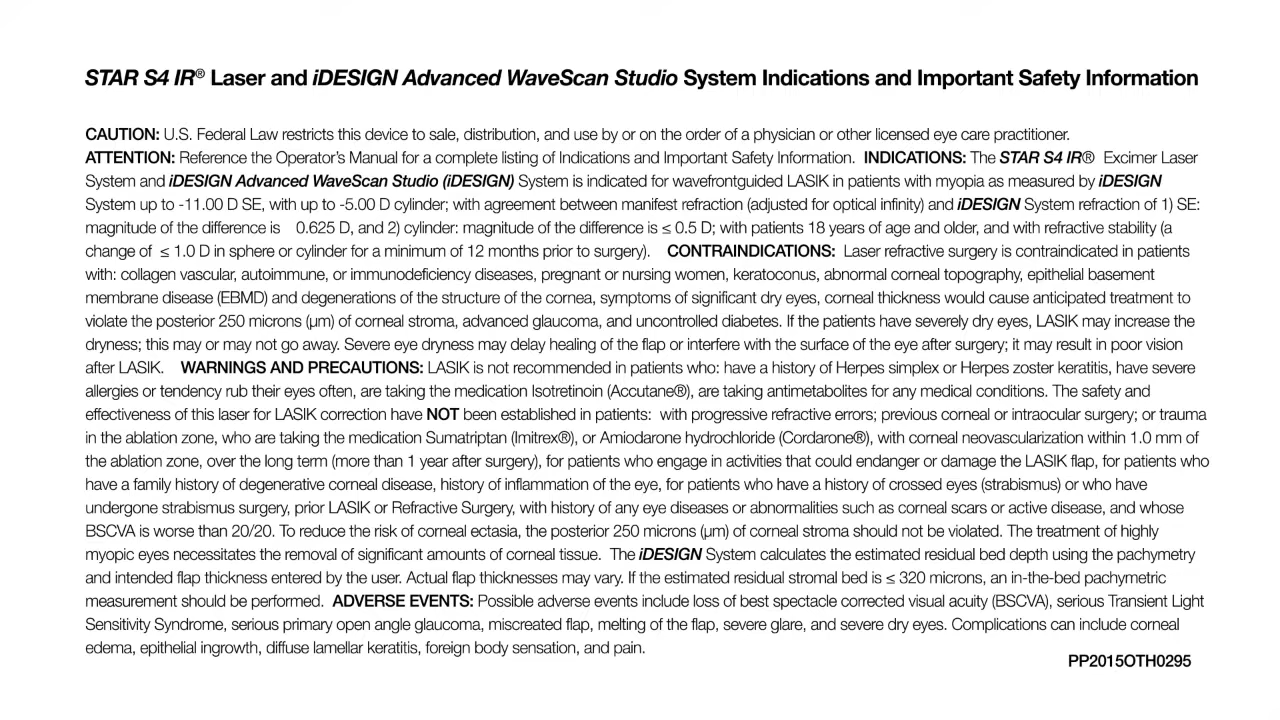 STAR S4 IR® Laser and iDESIGN Advanced WaveScan Studio System Indications and Important Safety Information
CAUTION: U.S. Federal Law restricts this device to sale, distribution, and use by or on the order of a physician or other licensed eye care practitioner.
ATTENTION: Reference the Operator's Manual for a complete listing of Indications and Important Safety Information. INDICATIONS: The STAR S4 IR® Excimer Laser
System and iDESIGN Advanced WaveScan Studio (iDESIGN) System is indicated for wavefrontguided LASIK in patients with myopia as measured by iDESIGN
System up to -11.00 D SE, with up to -5.00 D cylinder; with agreement between manifest refraction (adjusted for optical infinity) and iDESIGN System refraction of 1) SE:
magnitude of the difference is 0.625 D, and 2) cylinder: magnitude of the difference is ≤ 0.5 D; with patients 18 years of age and older, and with refractive stability (a
change of ≤ 1.0 D in sphere or cylinder for a minimum of 12 months prior to surgery). CONTRAINDICATIONS: Laser refractive surgery is contraindicated in patients
with: collagen vascular, autoimmune, or immunodeficiency diseases, pregnant or nursing women, keratoconus, abnormal corneal topography, epithelial basement
membrane disease (EBMD) and degenerations of the structure of the cornea, symptoms of significant dry eyes, corneal thickness would cause anticipated treatment to
violate the posterior 250 microns (µm) of corneal stroma, advanced glaucoma, and uncontrolled diabetes. If the patients have severely dry eyes, LASIK may increase the
dryness; this may or may not go away. Severe eye dryness may delay healing of the flap or interfere with the surface of the eye after surgery; it may result in poor vision
after LASIK. WARNINGS AND PRECAUTIONS: LASIK is not recommended in patients who: have a history of Herpes simplex or Herpes zoster keratitis, have severe
allergies or tendency rub their eyes often, are taking the medication Isotretinoin (Accutane®), are taking antimetabolites for any medical conditions. The safety and
effectiveness of this laser for LASIK correction have NOT been established in patients: with progressive refractive errors; previous corneal or intraocular surgery; or trauma
in the ablation zone, who are taking the medication Sumatriptan (Imitrex®), or Amiodarone hydrochloride (Cordarone®), with corneal neovascularization within 1.0 mm of
the ablation zone, over the long term (more than 1 year after surgery), for patients who engage in activities that could endanger or damage the LASIK flap, for patients who
have a family history of degenerative corneal disease, history of inflammation of the eye, for patients who have a history of crossed eyes (strabismus) or who have
undergone strabismus surgery, prior LASIK or Refractive Surgery, with history of any eye diseases or abnormalities such as corneal scars or active disease, and whose
BSCVA is worse than 20/20. To reduce the risk of corneal ectasia, the posterior 250 microns (µm) of corneal stroma should not be violated. The treatment of highly
myopic eyes necessitates the removal of significant amounts of corneal tissue. The iDESIGN System calculates the estimated residual bed depth using the pachymetry
and intended flap thickness entered by the user. Actual flap thicknesses may vary. If the estimated residual stromal bed is ≤ 320 microns, an in-the-bed pachymetric
measurement should be performed. ADVERSE EVENTS: Possible adverse events include loss of best spectacle corrected visual acuity (BSCVA), serious Transient Light
Sensitivity Syndrome, serious primary open angle glaucoma, miscreated flap, melting of the flap, severe glare, and severe dry eyes. Complications can include corneal
edema, epithelial ingrowth, diffuse lamellar keratitis, foreign body sensation, and pain.
PP2015OTH0295